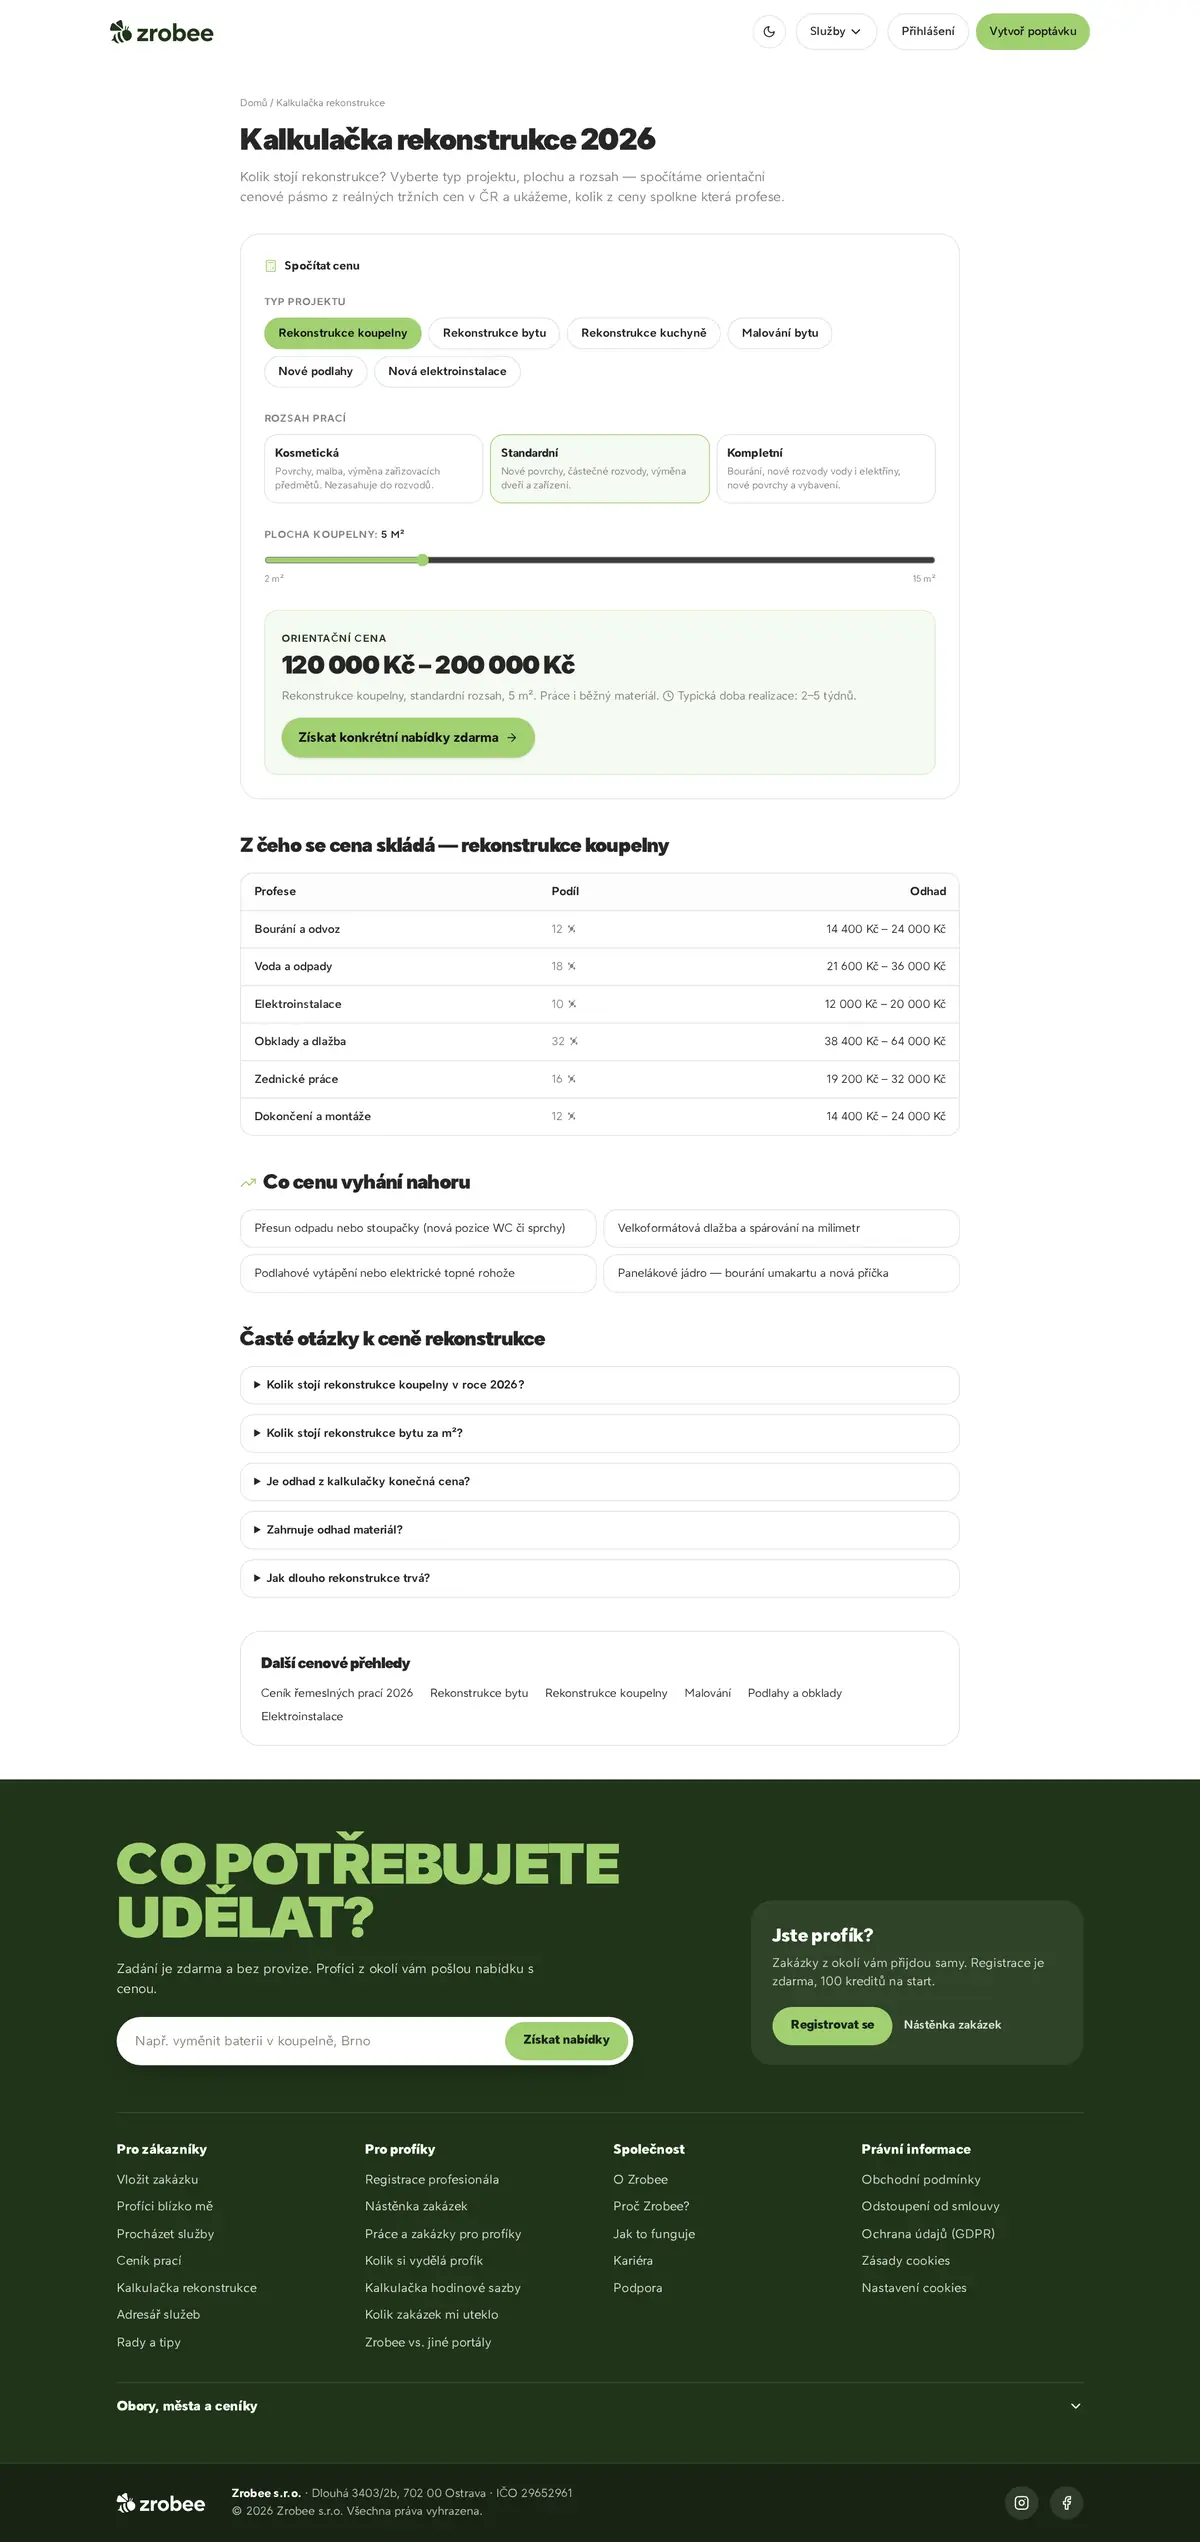 zrobee
Služby
Přihlášení
Vytvoř poptávku
Domů / Kalkulačka rekonstrukce
Kalkulačka rekonstrukce 2026
Kolik stojí rekonstrukce? Vyberte typ projektu, plochu a rozsah — spočítáme orientační
cenové pásmo z reálných tržních cen v ČR a ukážeme, kolik z ceny spolkne která profese.
Spočítat cenu
TYP PROJEKTU
Rekonstrukce koupelny
Rekonstrukce bytu
Rekonstrukce kuchyně
Malování bytu
Nové podlahy
Nová elektroinstalace
ROZSAH PRACÍ
Kosmetická
Povrchy, malba, výměna zařizovacích
předmětů. Nezasahuje do rozvodů.
Standardní
Nové povrchy, částečné rozvody, výměna
dveří a zařízení.
Kompletní
Bourání, nové rozvody vody i elektřiny,
nové povrchy a vybavení.
PLOCHA KOUPELNY: 5 M²
2 m²
15 m²
ORIENTAČNÍ CENA
120 000 Kč – 200 000 Kč
Rekonstrukce koupelny, standardní rozsah, 5 m². Práce i běžný materiál. Typická doba realizace: 2–5 týdnů.
Získat konkrétní nabídky zdarma →
Z čeho se cena skládá — rekonstrukce koupelny
Profese Podíl Odhad
Bourání a odvoz 12 % 14 400 Kč – 24 000 Kč
Voda a odpady 18 % 21 600 Kč – 36 000 Kč
Elektroinstalace 10 % 12 000 Kč – 20 000 Kč
Obklady a dlažba 32 % 38 400 Kč – 64 000 Kč
Zednické práce 16 % 19 200 Kč – 32 000 Kč
Dokončení a montáže 12 % 14 400 Kč – 24 000 Kč
Co cenu vyhání nahoru
Přesun odpadu nebo stoupačky (nová pozice WC či sprchy)
Velkoformátová dlažba a spárování na milimetr
Podlahové vytápění nebo elektrické topné rohože
Panelákové jádro — bourání umakartu a nová příčka
Časté otázky k ceně rekonstrukce
Kolik stojí rekonstrukce koupelny v roce 2026?
Kolik stojí rekonstrukce bytu za m²?
Je odhad z kalkulačky konečná cena?
Zahrnuje odhad materiál?
Jak dlouho rekonstrukce trvá?
Další cenové přehledy
Ceník řemeslných prací 2026 Rekonstrukce bytu Rekonstrukce koupelny Malování Podlahy a obklady
Elektroinstalace
CO POTŘEBUJETE
UDĚLAT?
Zadání je zdarma a bez provize. Profíci z okolí vám pošlou nabídku s
cenou.
Např. vyměnit baterii v koupelně, Brno
Získat nabídky
Jste profík?
Zakázky z okolí vám přijdou samy. Registrace je
zdarma, 100 kreditů na start.
Registrovat se
Nástěnka zakázek
Pro zákazníky
Vložit zakázku
Profíci blízko mě
Procházet služby
Ceník prací
Kalkulačka rekonstrukce
Adresář služeb
Rady a tipy
Pro profíky
Registrace profesionála
Nástěnka zakázek
Práce a zakázky pro profíky
Kolik si vydělá profík
Kalkulačka hodinové sazby
Kolik zakázek mi uteklo
Zrobee vs. jiné portály
Společnost
O Zrobee
Proč Zrobee?
Jak to funguje
Kariéra
Podpora
Právní informace
Obchodní podmínky
Odstoupení od smlouvy
Ochrana údajů (GDPR)
Zásady cookies
Nastavení cookies
Obory, města a ceníky
zrobee
Zrobee s.r.o. · Dlouhá 3403/2b, 702 00 Ostrava · IČO 29652961
© 2026 Zrobee s.r.o. Všechna práva vyhrazena.